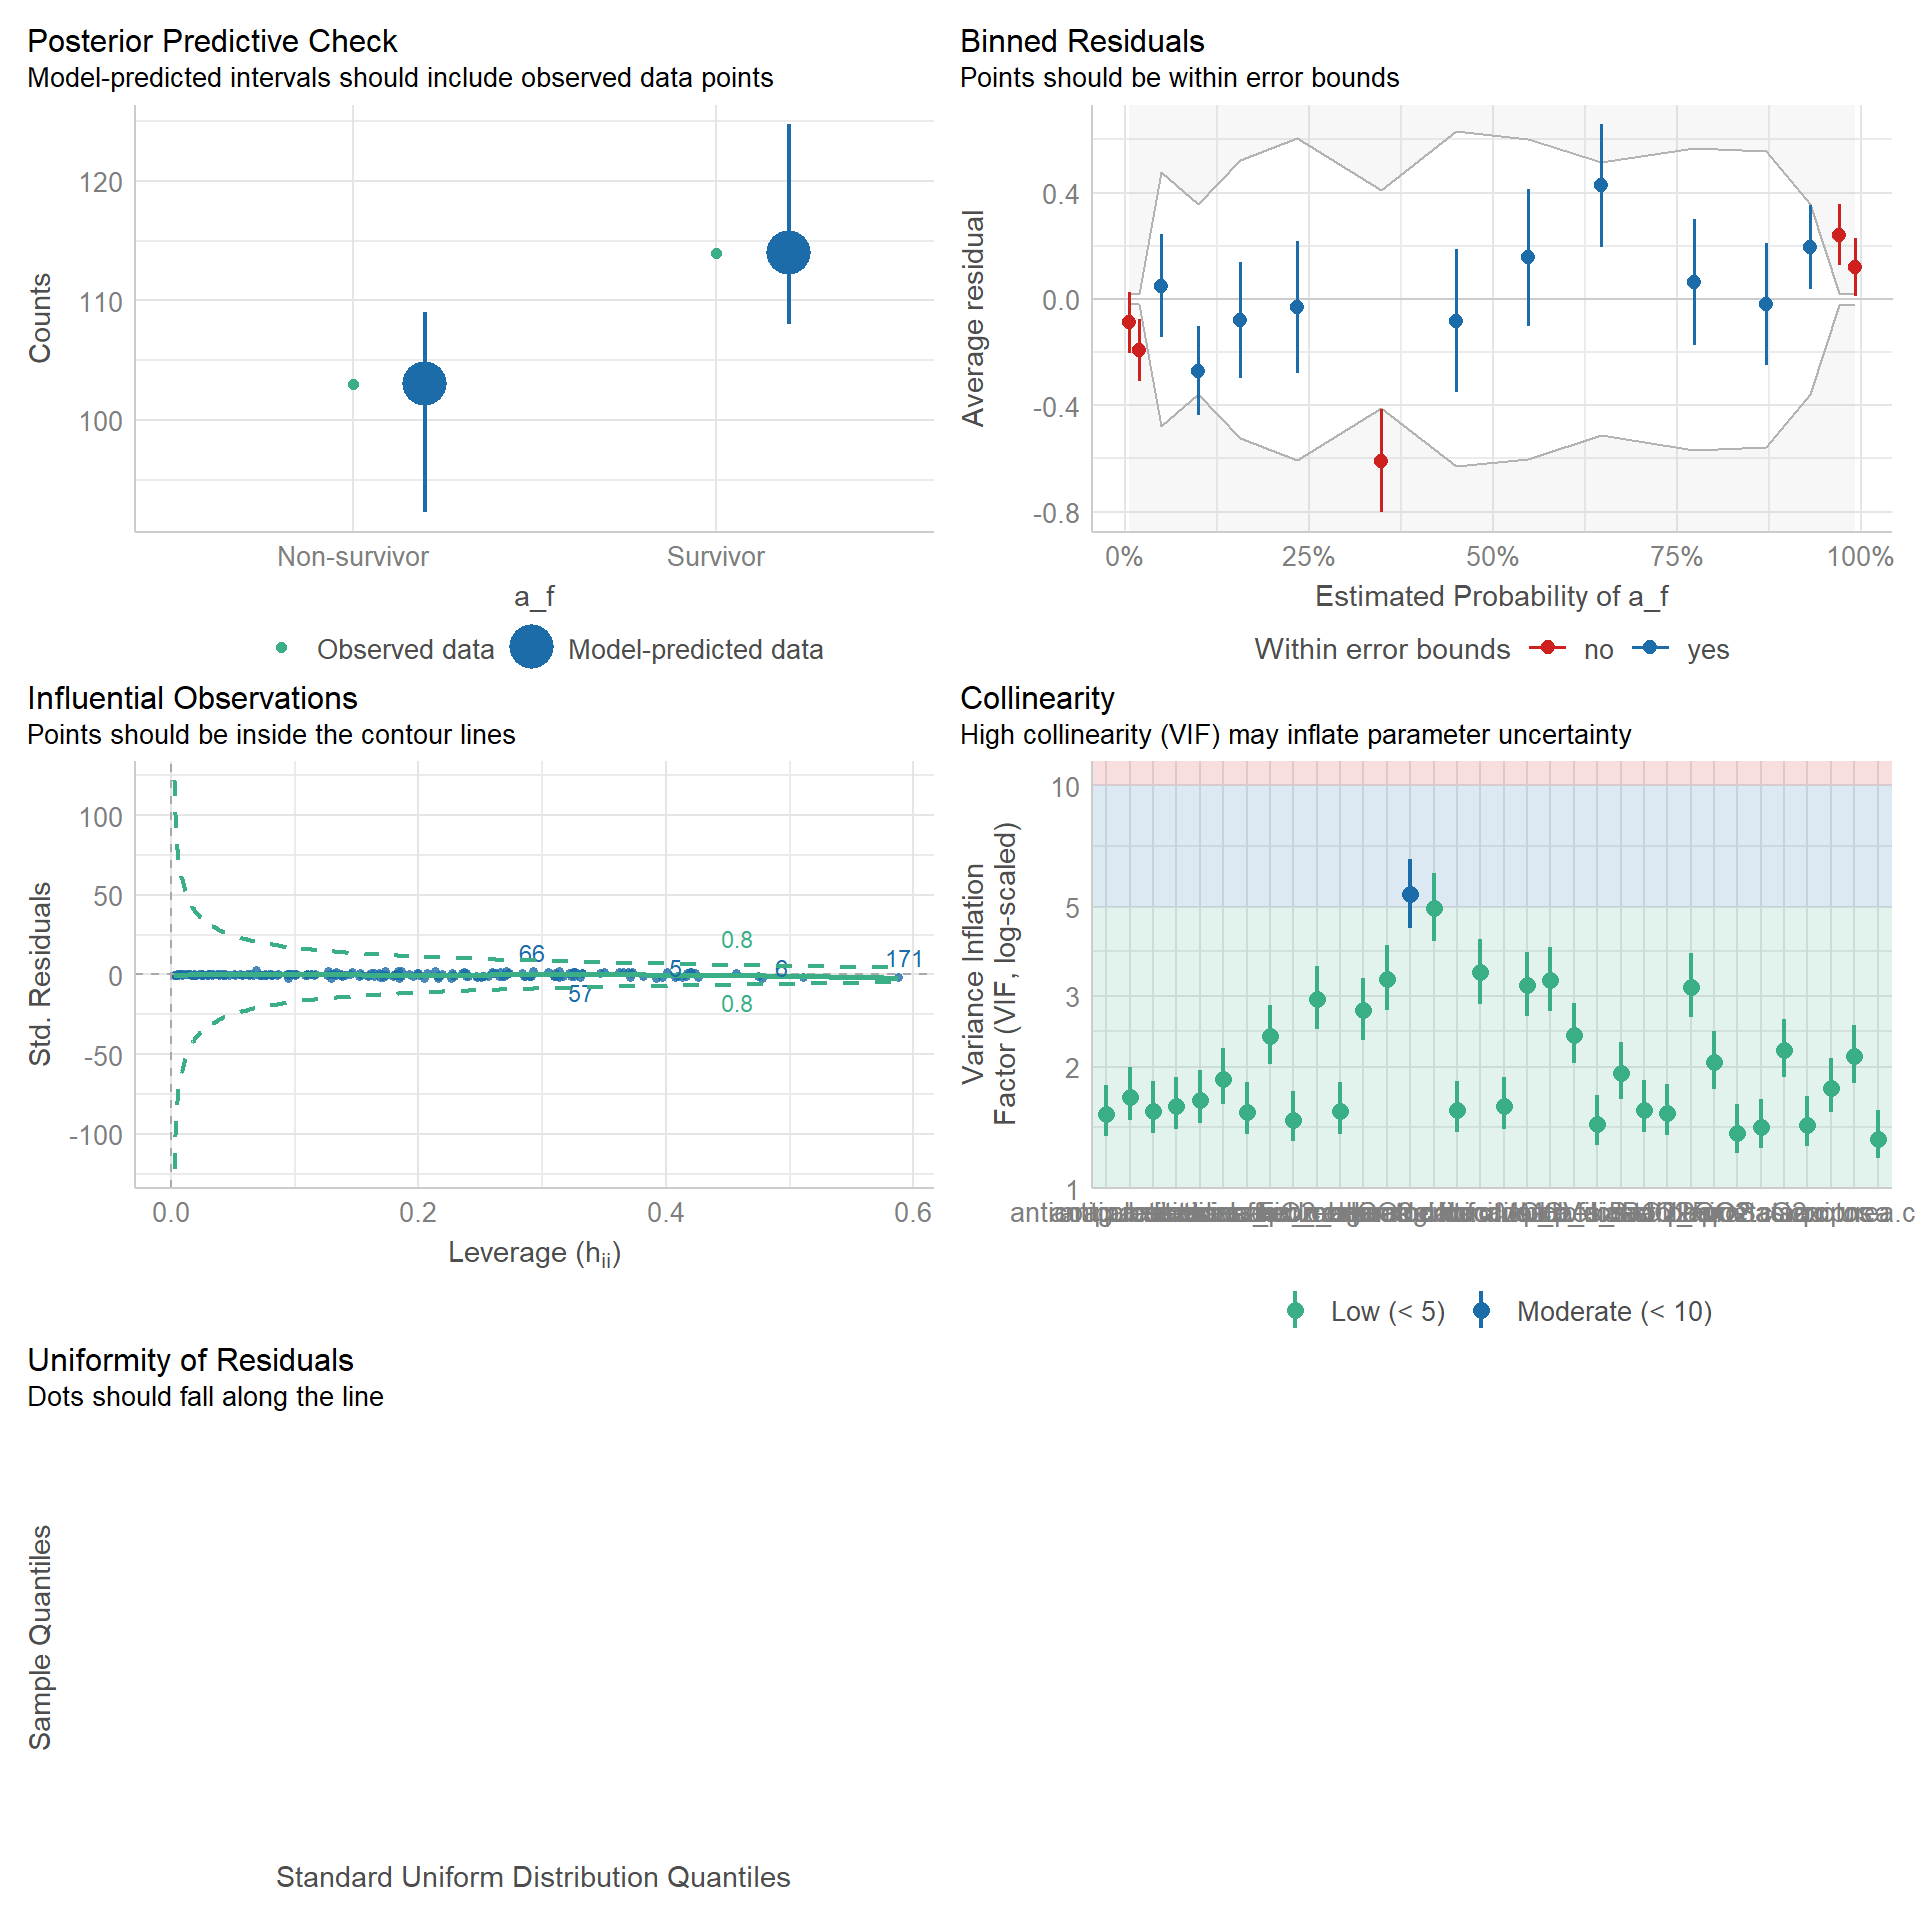 Posterior Predictive Check
Model-predicted intervals should include observed data points
Counts
120
110
100
Non-survivor Survivor
a_f
Observed data Model-predicted data
Binned Residuals
Points should be within error bounds
Average residual
0.4
0.0
-0.4
-0.8
0% 25% 50% 75% 100%
Estimated Probability of a_f
Within error bounds no yes
Influential Observations
Points should be inside the contour lines
Std. Residuals
100
50
0
-50
-100
66
57
5
6
171
0.8
0.8
0.0 0.2 0.4 0.6
Leverage (hii)
Collinearity
High collinearity (VIF) may inflate parameter uncertainty
Variance Inflation
Factor (VIF, log-scaled)
10
5
3
2
1
Low (< 5) Moderate (< 10)
Uniformity of Residuals
Dots should fall along the line
Sample Quantiles
Standard Uniform Distribution Quantiles